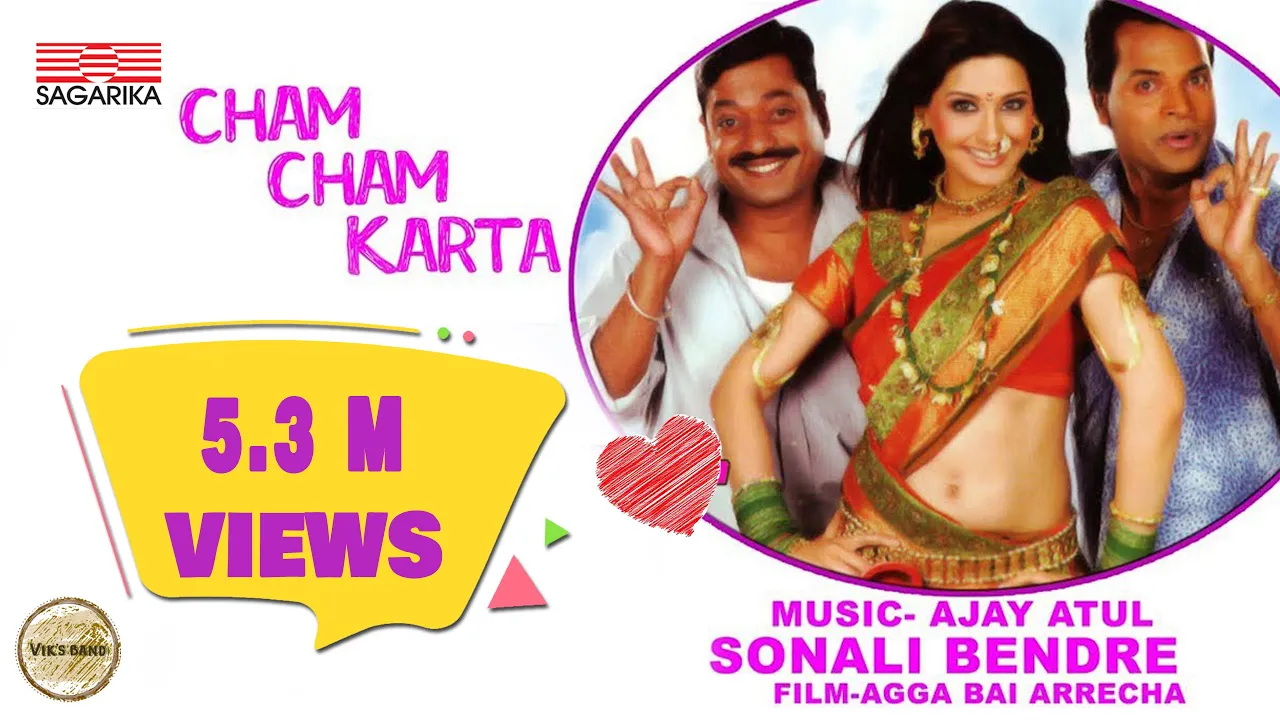 SAGARIKA
CHAM
CHAM
KARTA
5.3 M
VIEWS
VIK'S BAND
MUSIC- AJAY ATUL
SONALI BENDRE
FILM-AGGA BAI ARRECHA